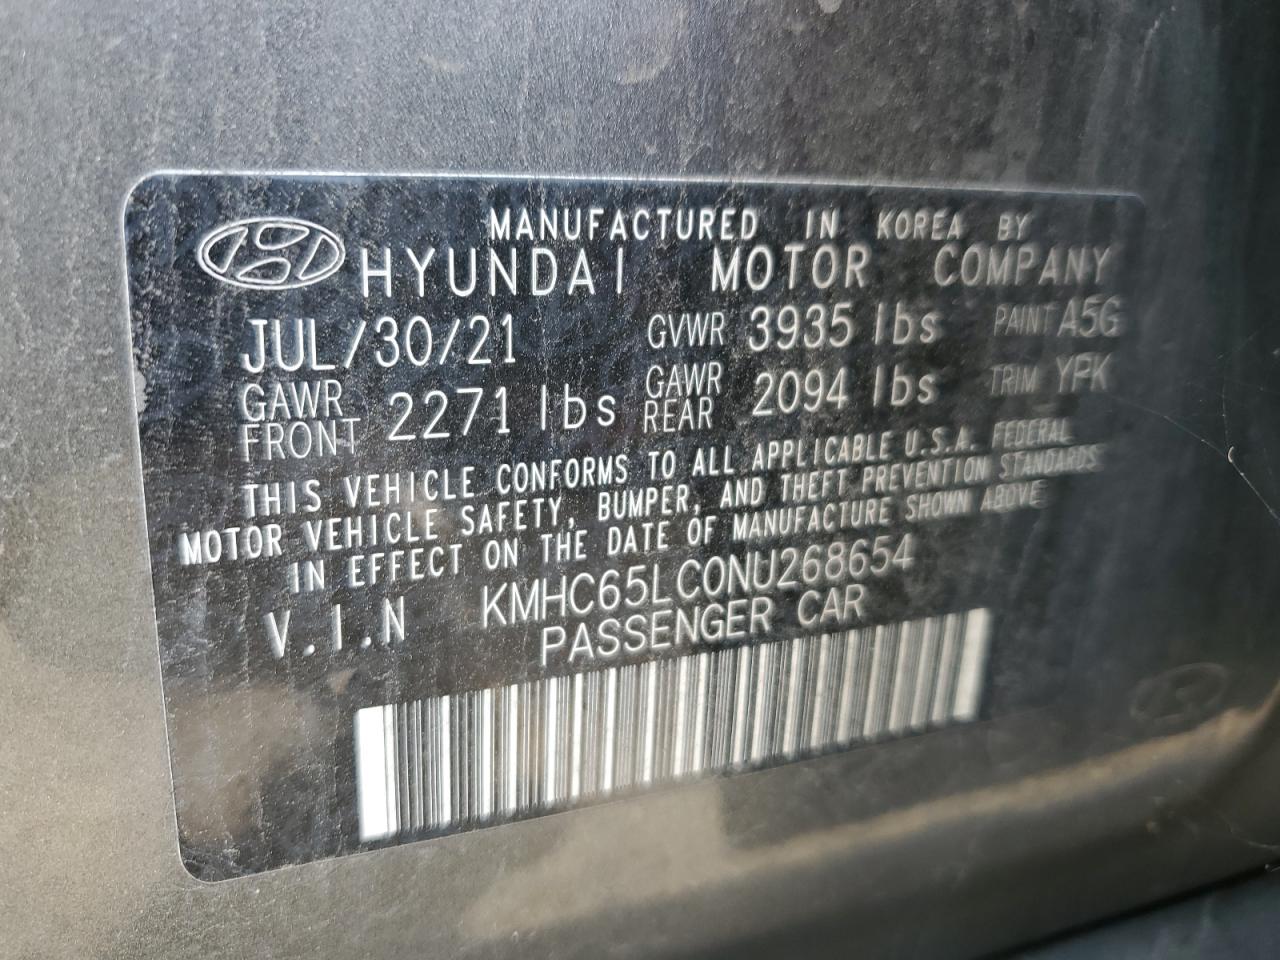 MANUFACTURED IN KOREA BY
HYUNDAI MOTOR COMPANY
JUL/30/21 GVWR 3935 lbs PAINT A5G
GAWR FRONT 2271 lbs GAWR REAR 2094 lbs TRIM YPK
THIS VEHICLE CONFORMS TO ALL APPLICABLE U.S.A. FEDERAL
MOTOR VEHICLE SAFETY, BUMPER, AND THEFT PREVENTION STANDARDS
IN EFFECT ON THE DATE OF MANUFACTURE SHOWN ABOVE
V.I.N KMHC65LC0NU268654
PASSENGER CAR